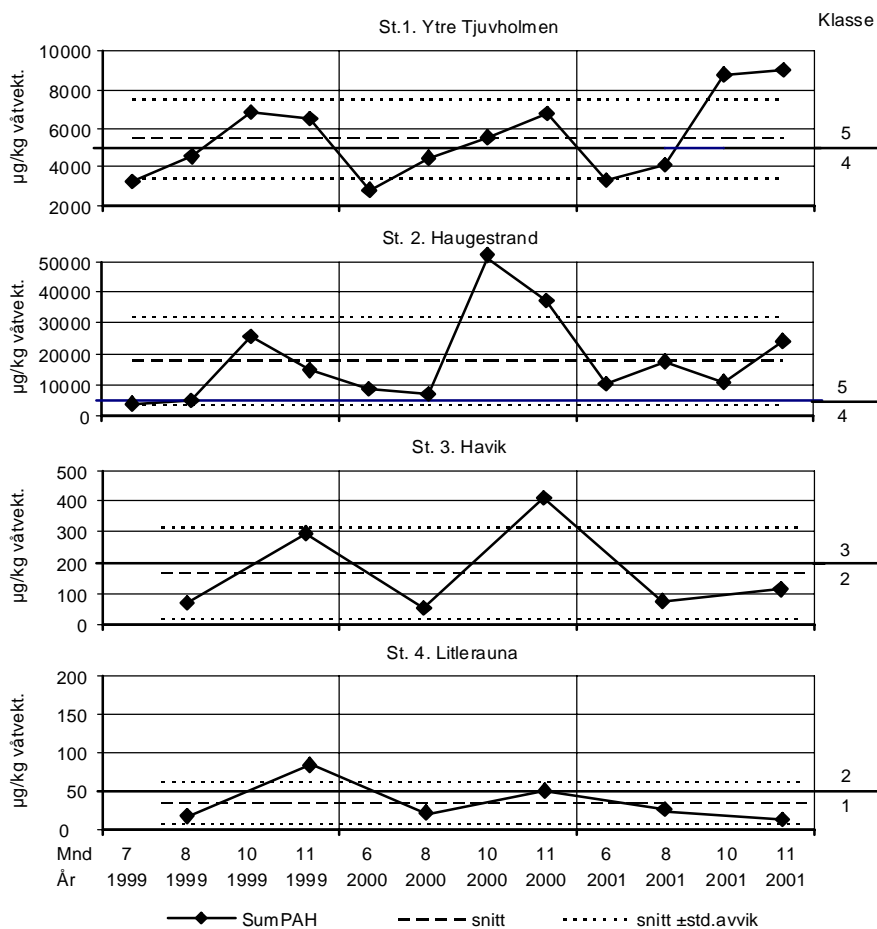 St.1. Ytre Tjuvholmen
Klasse
µg/kg våtvekt.
10000
8000
6000
4000
2000
5
4
St. 2. Haugestrand
µg/kg våtvekt.
50000
40000
30000
20000
10000
0
5
4
St. 3. Havik
µg/kg våtvekt.
500
400
300
200
100
0
3
2
St. 4. Litlerauna
µg/kg våtvekt.
200
150
100
50
0
2
1
Mnd 7 8 10 11 6 8 10 11 6 8 10 11
År 1999 1999 1999 1999 2000 2000 2000 2000 2001 2001 2001 2001
SumPAH snitt snitt ±std.avvik